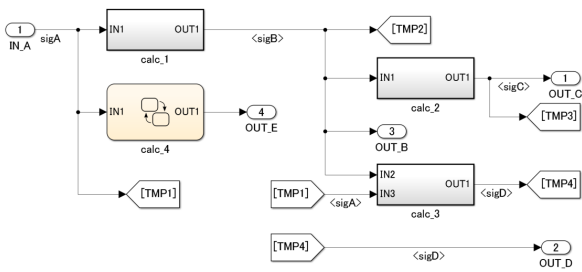 1
IN_A
sigA
IN1 OUT1
calc_1
<sigB>
[TMP2]
IN1 OUT1
calc_2
<sigC>
1
OUT_C
[TMP3]
IN1 OUT1
calc_4
4
OUT_E
3
OUT_B
[TMP1]
[TMP1]
<sigA>
IN2
IN3
OUT1
calc_3
<sigD>
[TMP4]
[TMP4]
<sigD>
2
OUT_D